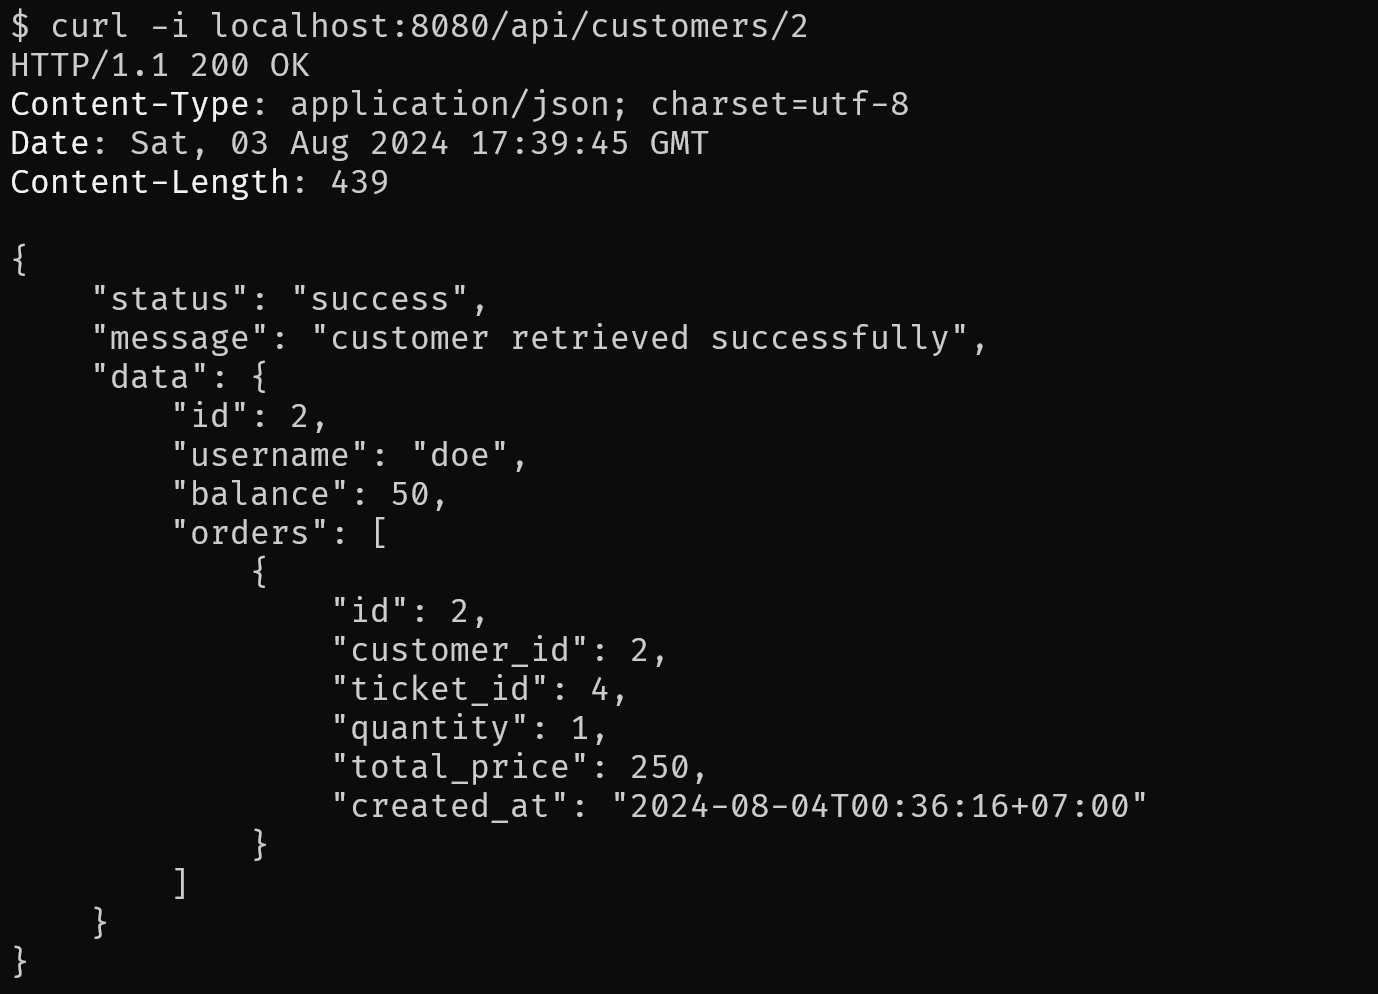 $ curl -i localhost:8080/api/customers/2
HTTP/1.1 200 OK
Content-Type: application/json; charset=utf-8
Date: Sat, 03 Aug 2024 17:39:45 GMT
Content-Length: 439

{
    "status": "success",
    "message": "customer retrieved successfully",
    "data": {
        "id": 2,
        "username": "doe",
        "balance": 50,
        "orders": [
            {
                "id": 2,
                "customer_id": 2,
                "ticket_id": 4,
                "quantity": 1,
                "total_price": 250,
                "created_at": "2024-08-04T00:36:16+07:00"
            }
        ]
    }
}